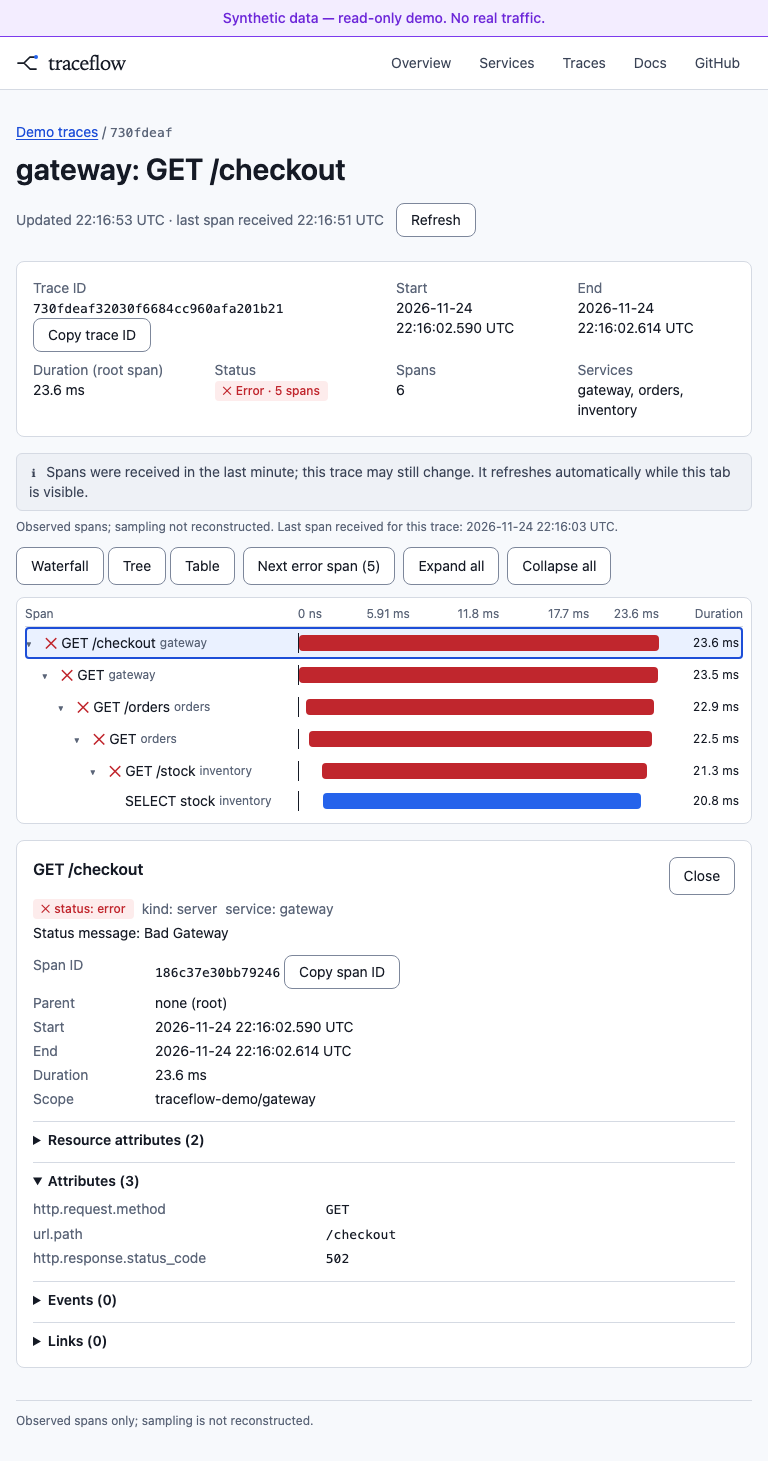 Synthetic data — read-only demo. No real traffic.
traceflow
Overview Services Traces Docs GitHub
Demo traces / 730fdeaf
gateway: GET /checkout
Updated 22:16:53 UTC · last span received 22:16:51 UTC Refresh
Trace ID
730fdeaf32030f6684cc960afa201b21
Copy trace ID
Start
2026-11-24
22:16:02.590 UTC
End
2026-11-24
22:16:02.614 UTC
Duration (root span)
23.6 ms
Status
Error · 5 spans
Spans
6
Services
gateway, orders,
inventory
ℹ Spans were received in the last minute; this trace may still change. It refreshes automatically while this tab
is visible.
Observed spans; sampling not reconstructed. Last span received for this trace: 2026-11-24 22:16:03 UTC.
Waterfall Tree Table Next error span (5) Expand all Collapse all
Span 0 ns 5.91 ms 11.8 ms 17.7 ms 23.6 ms Duration
GET /checkout gateway 23.6 ms
GET gateway 23.5 ms
GET /orders orders 22.9 ms
GET orders 22.5 ms
GET /stock inventory 21.3 ms
SELECT stock inventory 20.8 ms
GET /checkout
Close
status: error kind: server service: gateway
Status message: Bad Gateway
Span ID 186c37e30bb79246 Copy span ID
Parent none (root)
Start 2026-11-24 22:16:02.590 UTC
End 2026-11-24 22:16:02.614 UTC
Duration 23.6 ms
Scope traceflow-demo/gateway
Resource attributes (2)
Attributes (3)
http.request.method GET
url.path /checkout
http.response.status_code 502
Events (0)
Links (0)
Observed spans only; sampling is not reconstructed.